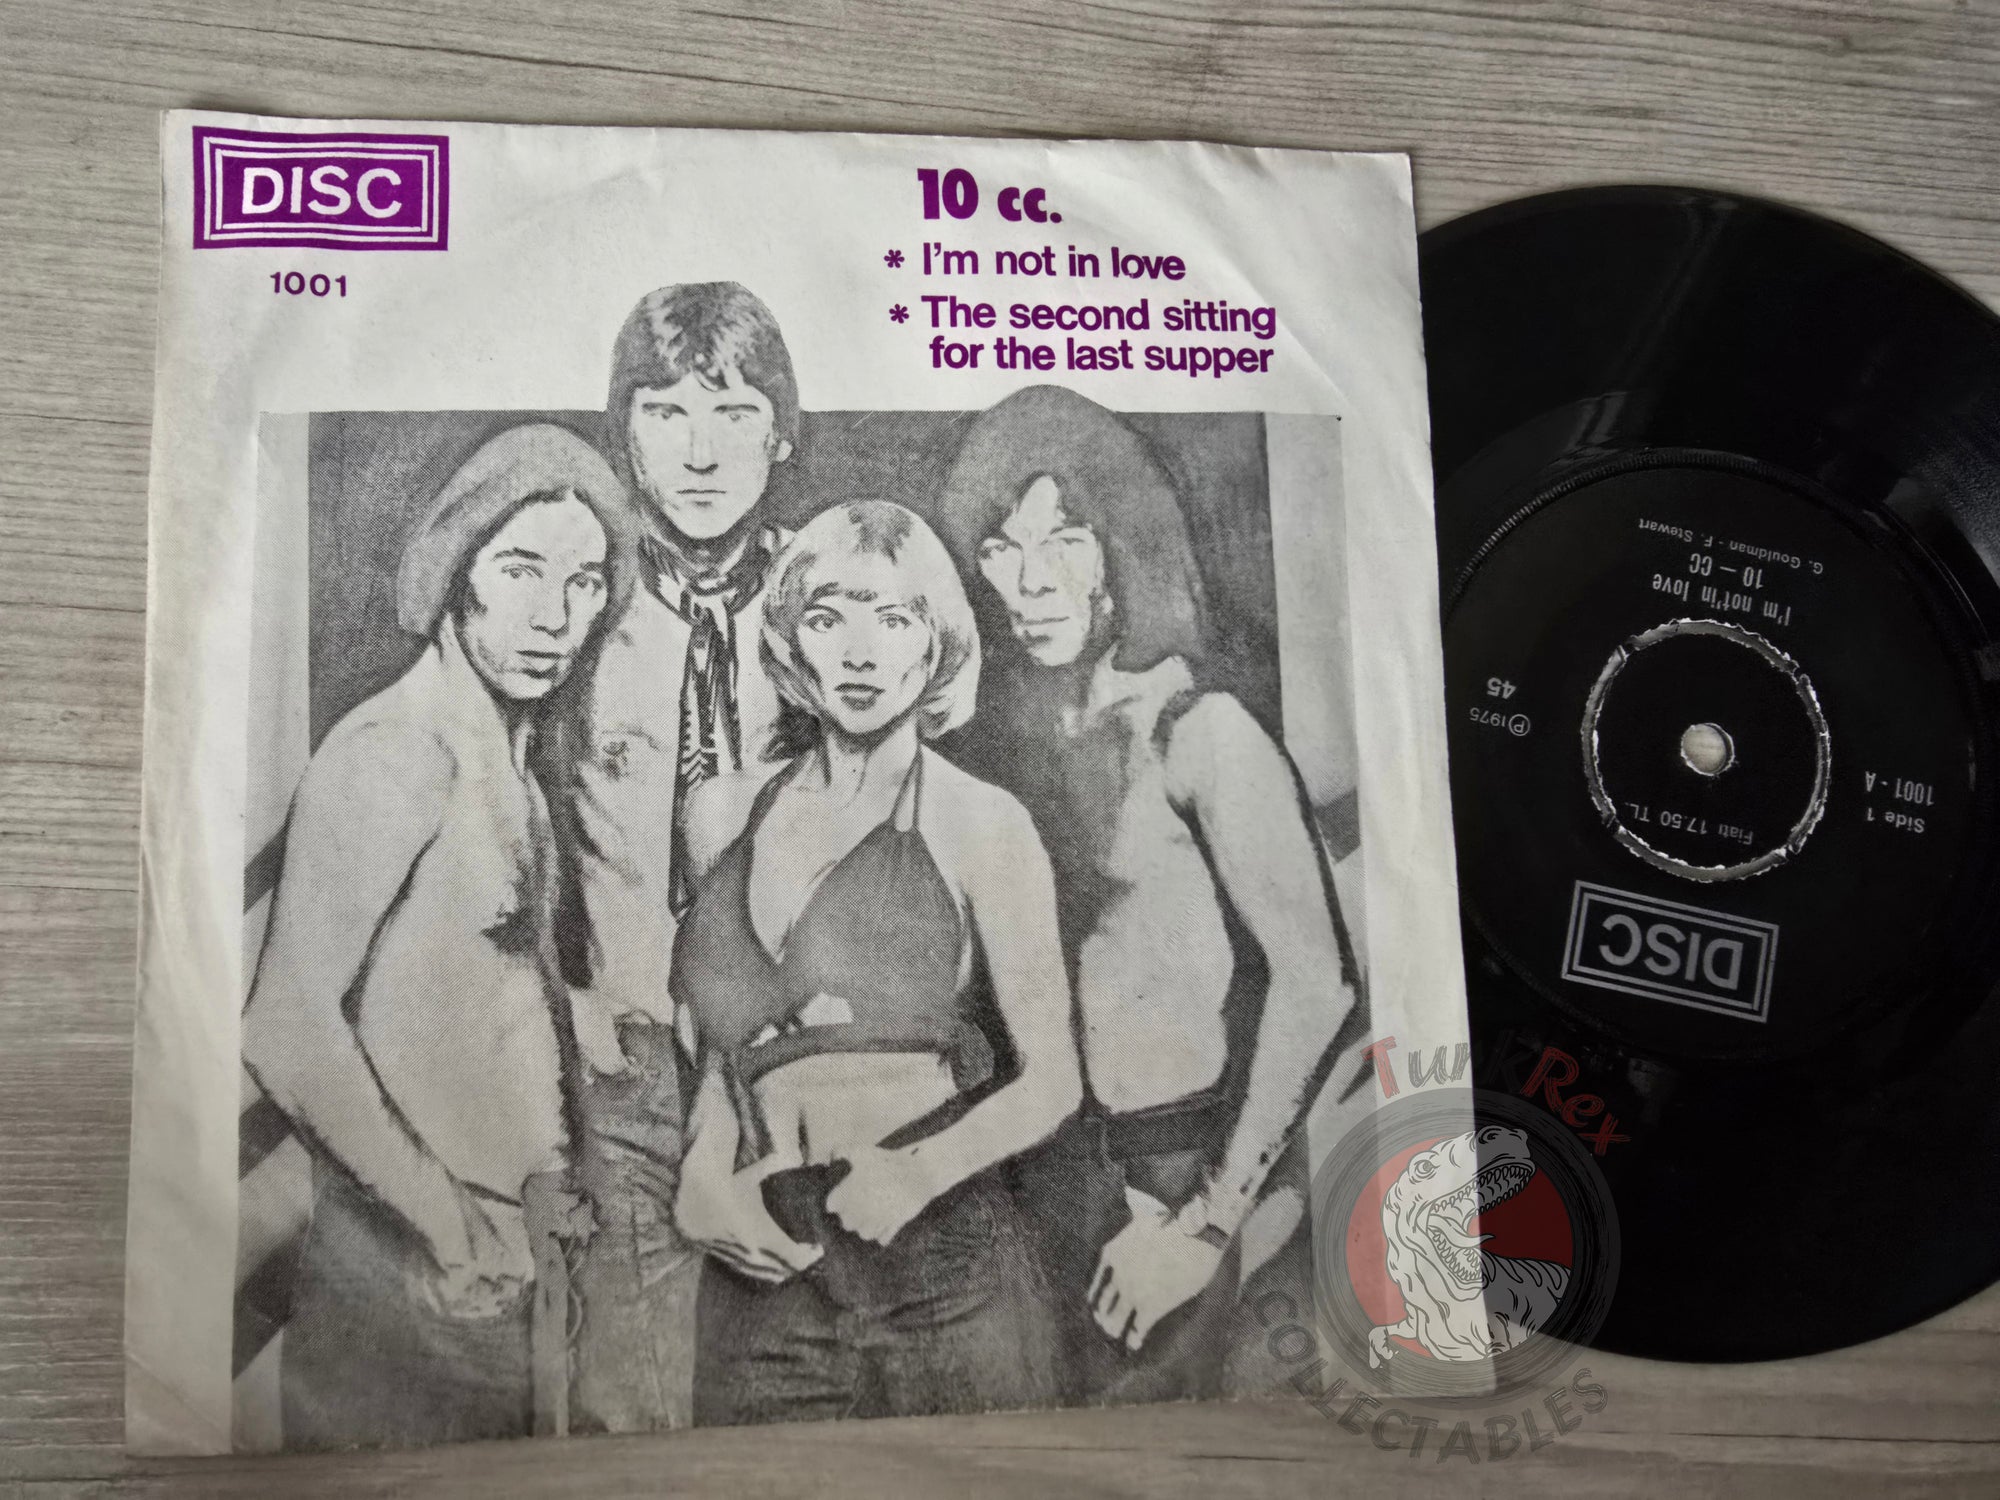 DISC
1001
10 cc.
* I'm not in love
* The second sitting
for the last supper
DISC
Fiatı 17.50 TL.
Side 1
1001 - A
℗1975
45
I'm not'in love
10 - CC
G. Gouldman - F. Stewart
TurkRex
COLLECTABLES